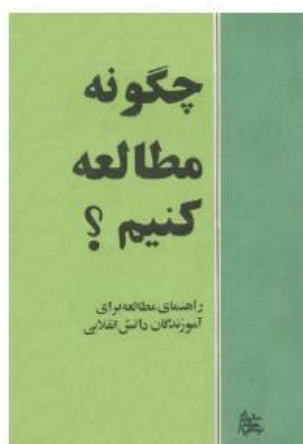 چگونه
مطالعه
کنیم ؟
راهنمای مطالعه برای
آموزندگان دانش انقلابی